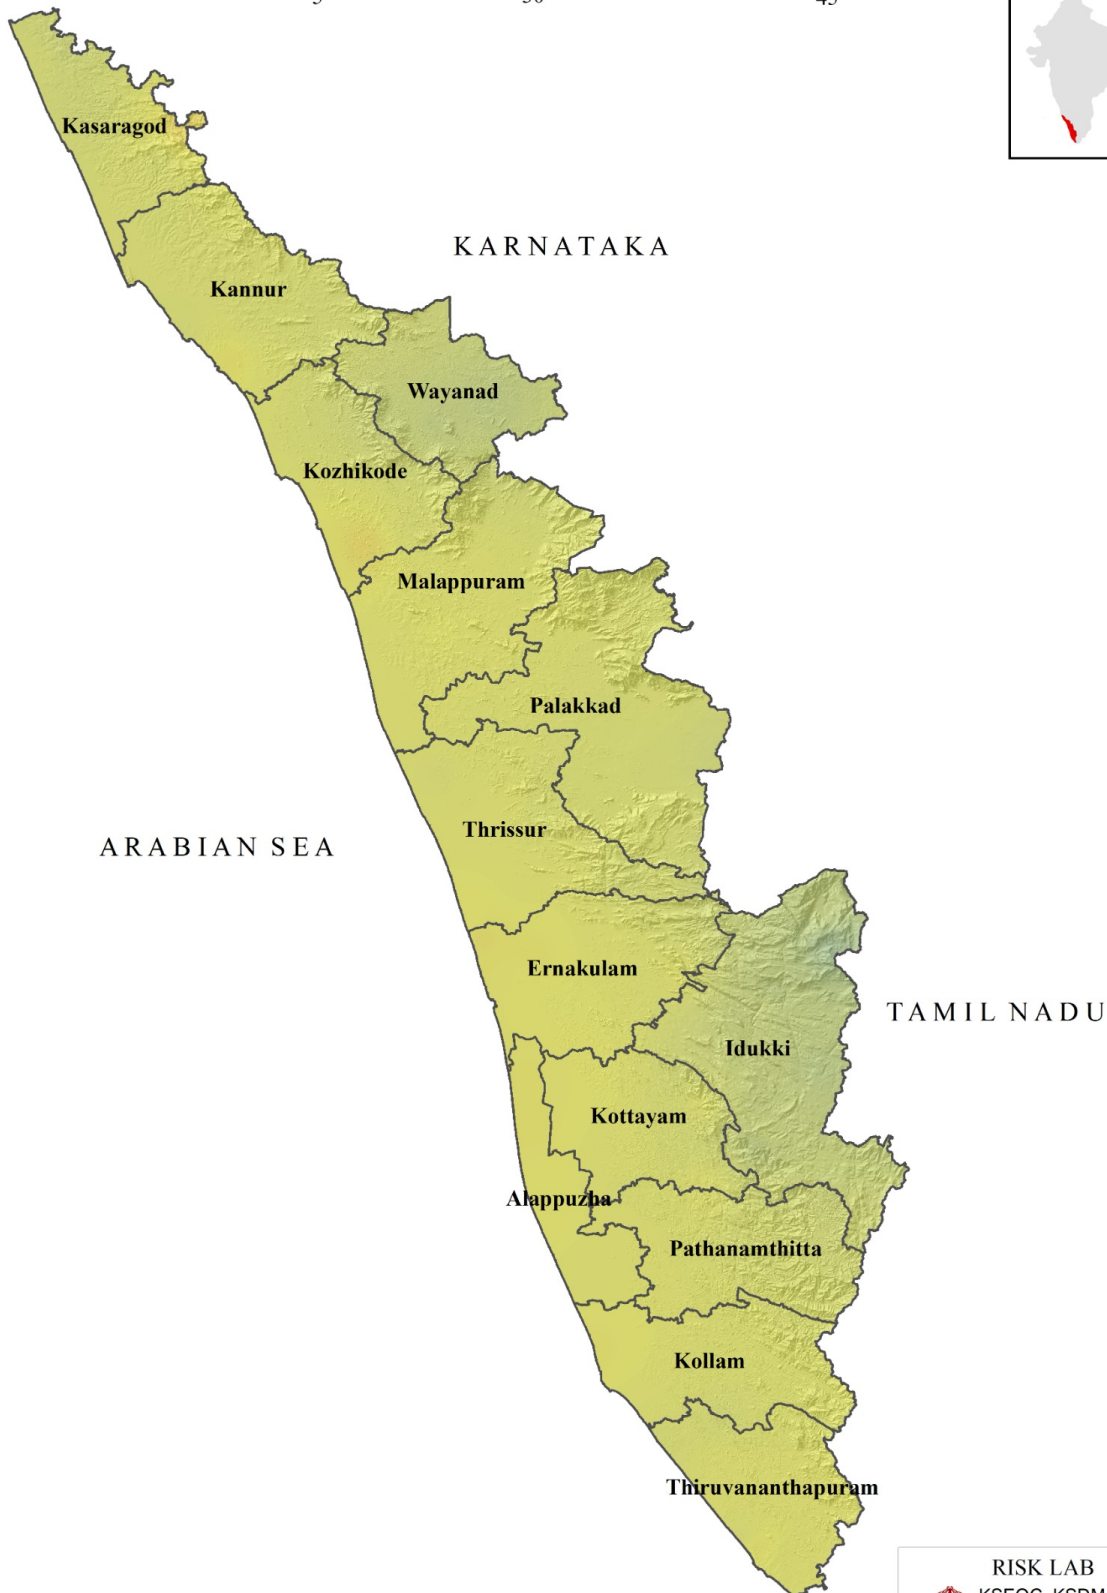 Kasaragod
KARNATAKA
Kannur
Wayanad
Kozhikode
Malappuram
Palakkad
Thrissur
ARABIAN SEA
Ernakulam
TAMIL NADU
Idukki
Kottayam
Alappuzha
Pathanamthitta
Kollam
Thiruvananthapuram
RISK LAB